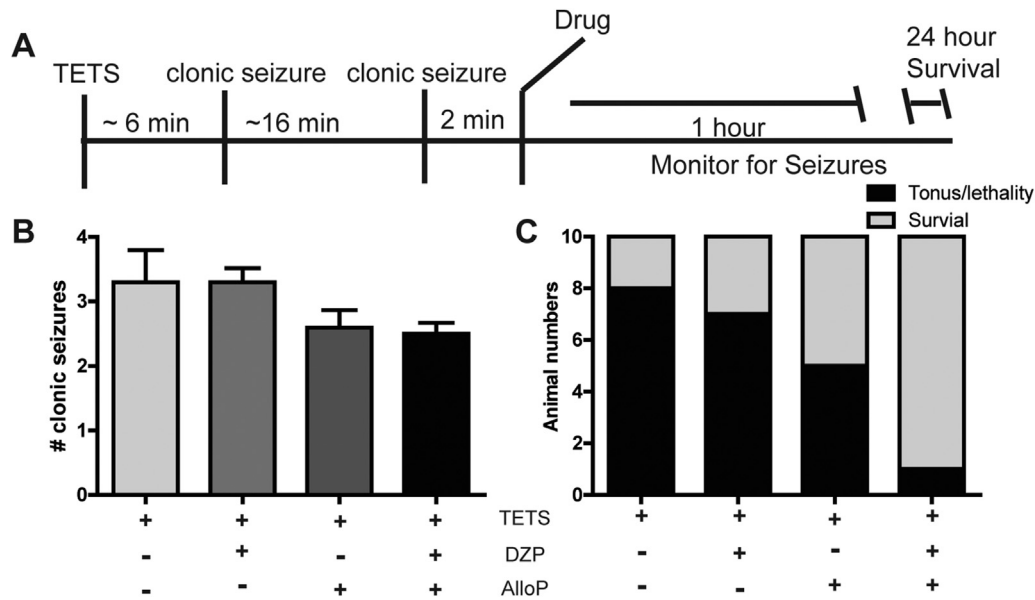 A
Drug
TETS
clonic seizure
clonic seizure
24 hour
Survival
~ 6 min
~16 min
2 min
1 hour
Monitor for Seizures
Tonus/lethality
Survial
B
# clonic seizures
4
3
2
1
0
C
Animal numbers
10
8
6
4
2
0
+ + + + TETS + + + +
- + - + DZP - + - +
- - + + AlloP - - + +